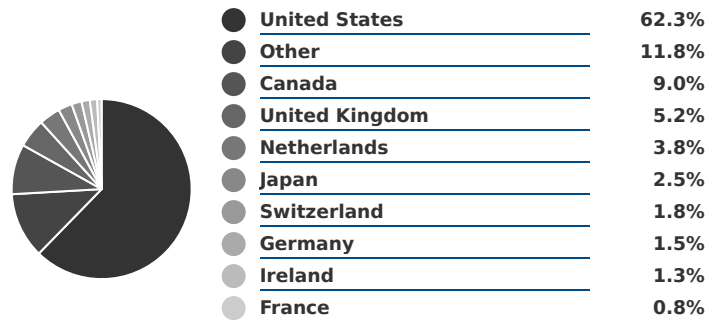 United States 62.3%
Other 11.8%
Canada 9.0%
United Kingdom 5.2%
Netherlands 3.8%
Japan 2.5%
Switzerland 1.8%
Germany 1.5%
Ireland 1.3%
France 0.8%